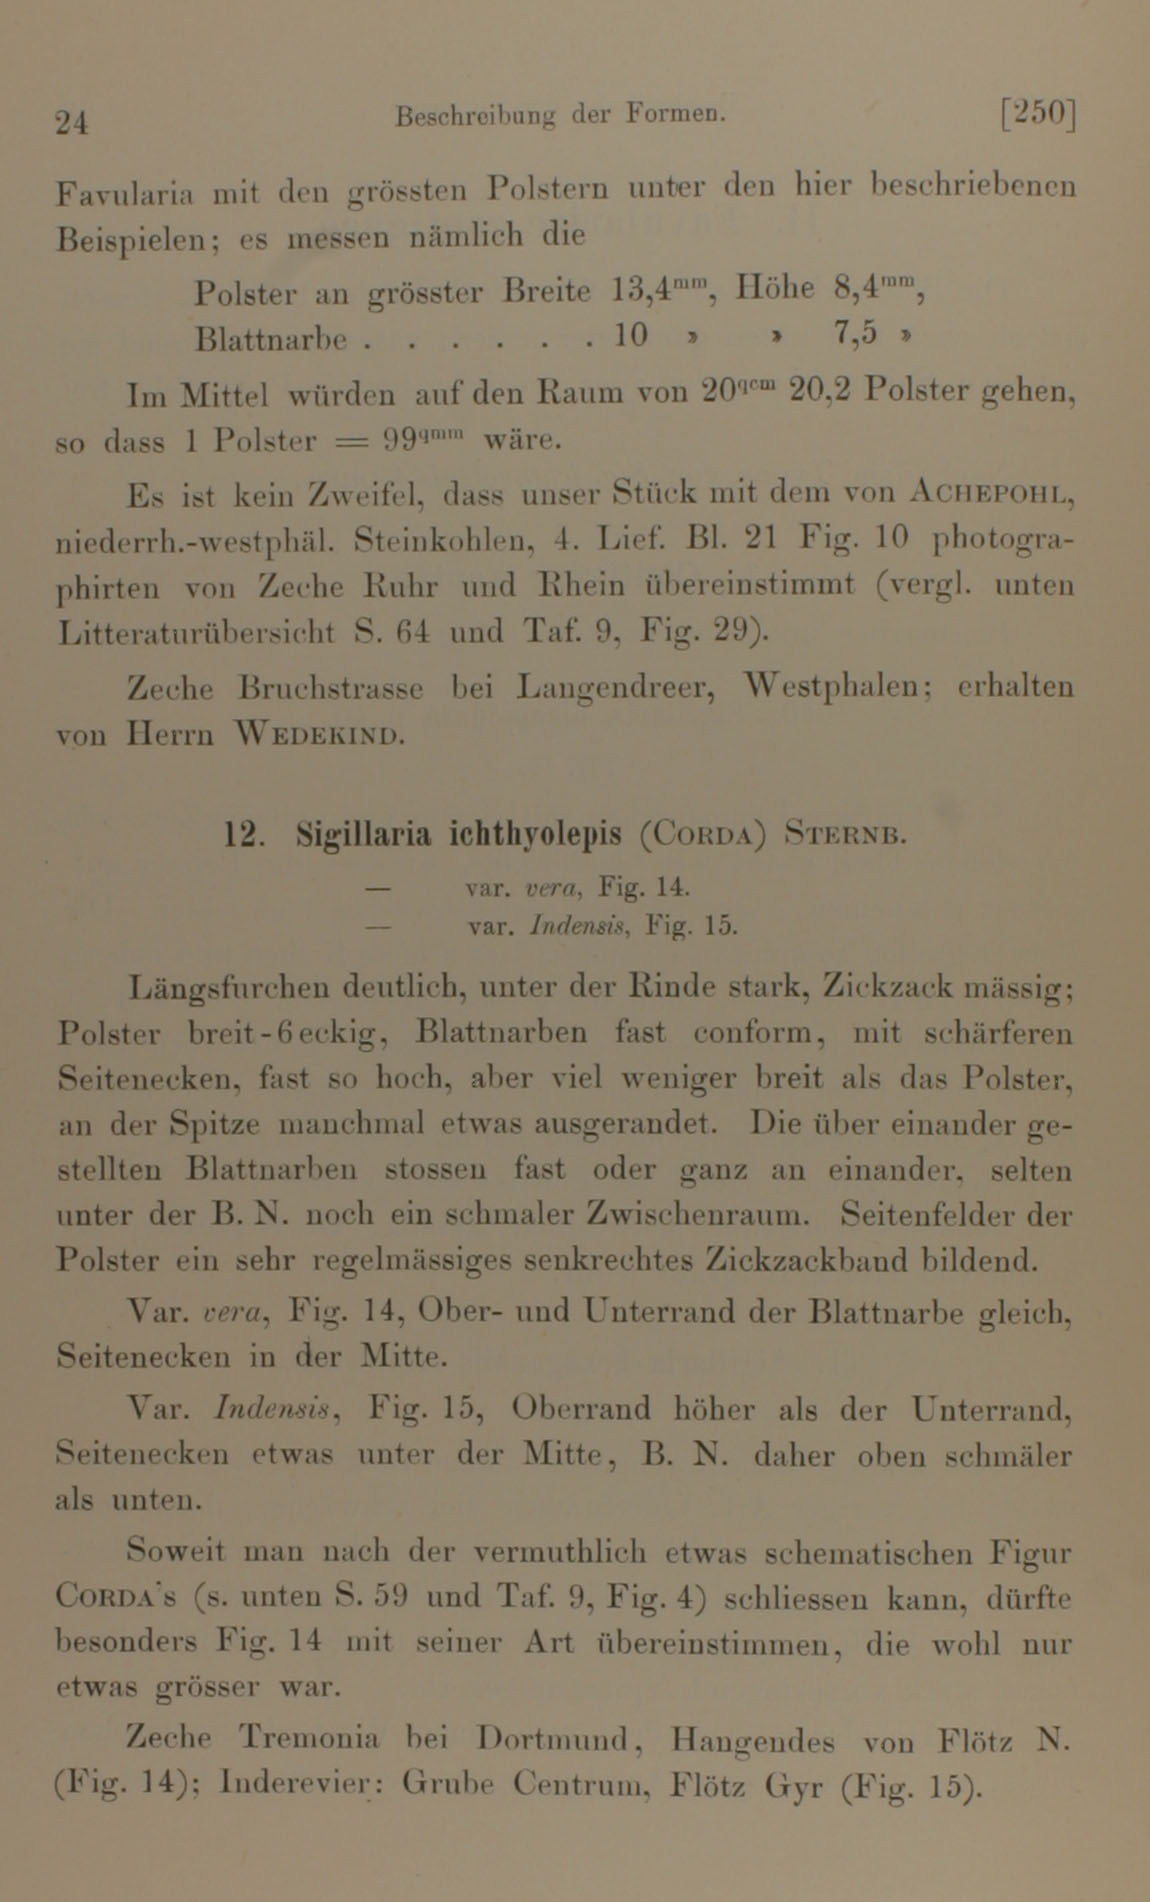 24 Beschreibung der Formen. [250]
Favularia mit den grössten Polstern unter den hier beschriebenen
Beispielen; es messen nämlich die
Polster an grösster Breite 13,4ᵐᵐ, Höhe 8,4ᵐᵐ,
Blattnarbe . . . . . . 10 » » 7,5 »
Im Mittel würden auf den Raum von 20qcm 20,2 Polster gehen,
so dass 1 Polster = 99qmm wäre.
Es ist kein Zweifel, dass unser Stück mit dem von ACHEPOHL,
niederrh.-westphäl. Steinkohlen, 4. Lief. Bl. 21 Fig. 10 photogra-
phirten von Zeche Ruhr und Rhein übereinstimmt (vergl. unten
Litteraturübersicht S. 64 und Taf. 9, Fig. 29).
Zeche Bruchstrasse bei Langendreer, Westphalen; erhalten
von Herrn WEDEKIND.
12. Sigillaria ichthyolepis (CORDA) STERNB.
— var. vera, Fig. 14.
— var. Indensis, Fig. 15.
Längsfurchen deutlich, unter der Rinde stark, Zickzack mässig;
Polster breit-6eckig, Blattnarben fast conform, mit schärferen
Seitenecken, fast so hoch, aber viel weniger breit als das Polster,
an der Spitze manchmal etwas ausgerandet. Die über einander ge-
stellten Blattnarben stossen fast oder ganz an einander, selten
unter der B. N. noch ein schmaler Zwischenraum. Seitenfelder der
Polster ein sehr regelmässiges senkrechtes Zickzackband bildend.
Var. vera, Fig. 14, Ober- und Unterrand der Blattnarbe gleich,
Seitenecken in der Mitte.
Var. Indensis, Fig. 15, Oberrand höher als der Unterrand,
Seitenecken etwas unter der Mitte, B. N. daher oben schmäler
als unten.
Soweit man nach der vermuthlich etwas schematischen Figur
CORDA's (s. unten S. 59 und Taf. 9, Fig. 4) schliessen kann, dürfte
besonders Fig. 14 mit seiner Art übereinstimmen, die wohl nur
etwas grösser war.
Zeche Tremonia bei Dortmund, Hangendes von Flötz N.
(Fig. 14); Inderevier: Grube Centrum, Flötz Gyr (Fig. 15).